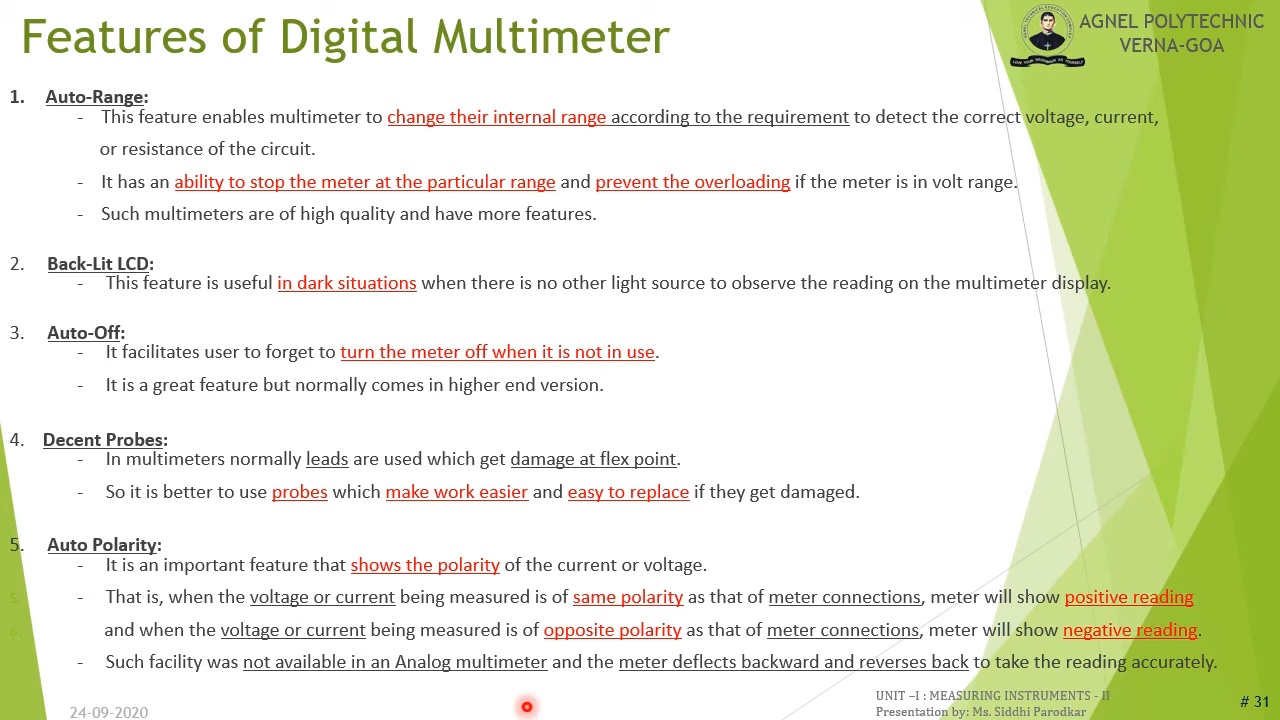 Features of Digital Multimeter
AGNEL POLYTECHNIC
VERNA-GOA
LOVE YOUR NEIGHBOUR AS YOURSELF
1. Auto-Range:
- This feature enables multimeter to change their internal range according to the requirement to detect the correct voltage, current,
or resistance of the circuit.
- It has an ability to stop the meter at the particular range and prevent the overloading if the meter is in volt range.
- Such multimeters are of high quality and have more features.
2. Back-Lit LCD:
- This feature is useful in dark situations when there is no other light source to observe the reading on the multimeter display.
3. Auto-Off:
- It facilitates user to forget to turn the meter off when it is not in use.
- It is a great feature but normally comes in higher end version.
4. Decent Probes:
- In multimeters normally leads are used which get damage at flex point.
- So it is better to use probes which make work easier and easy to replace if they get damaged.
5. Auto Polarity:
- It is an important feature that shows the polarity of the current or voltage.
5. - That is, when the voltage or current being measured is of same polarity as that of meter connections, meter will show positive reading
6. and when the voltage or current being measured is of opposite polarity as that of meter connections, meter will show negative reading.
- Such facility was not available in an Analog multimeter and the meter deflects backward and reverses back to take the reading accurately.
24-09-2020
UNIT –I : MEASURING INSTRUMENTS - II
Presentation by: Ms. Siddhi Parodkar
# 31